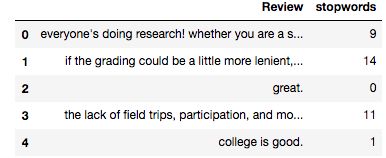 Review stopwords
0 everyone's doing research! whether you are a s... 9
1 if the grading could be a little more lenient,... 14
2 great. 0
3 the lack of field trips, participation, and mo... 11
4 college is good. 1